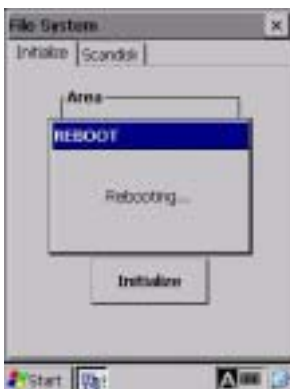 File System
Initialize Scandisk
Area
REBOOT
Rebooting...
Initialize
Start
A